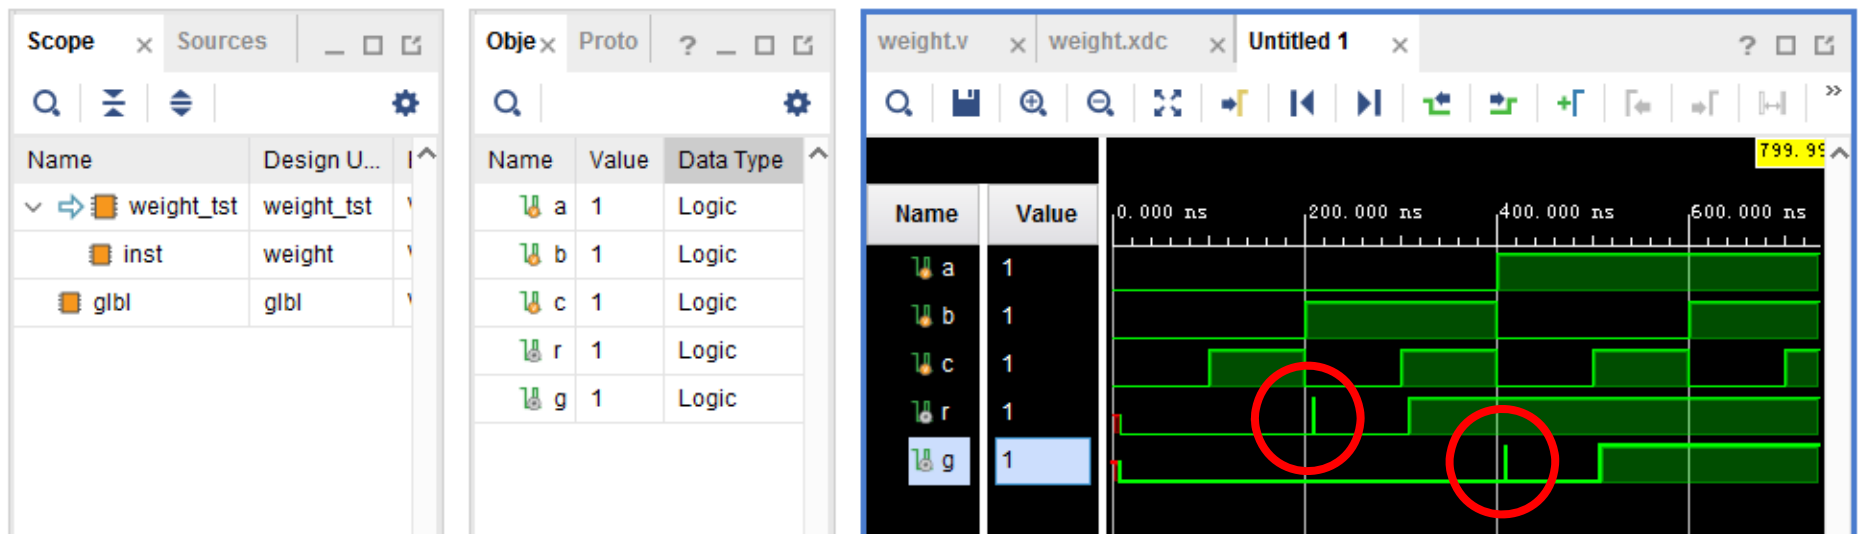 Scope
Sources
Name
Design U...
weight_tst
weight_tst
inst
weight
glbl
glbl
Obje
Proto
?
Name
Value
Data Type
a
1
Logic
b
1
Logic
c
1
Logic
r
1
Logic
g
1
Logic
weight.v
weight.xdc
Untitled 1
?
»
799.99
Name
Value
0.000 ns
200.000 ns
400.000 ns
600.000 ns
a
1
b
1
c
1
r
1
g
1